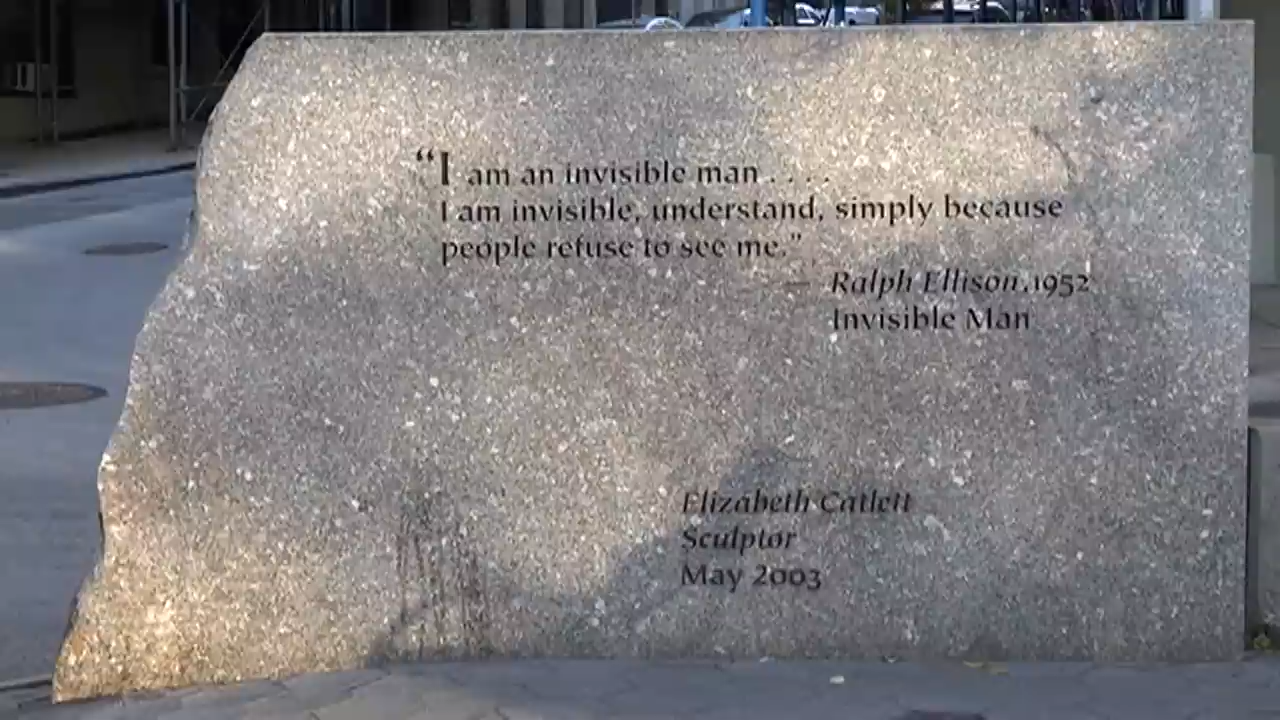 “I am an invisible man . . . .
I am invisible, understand, simply because
people refuse to see me.”
— Ralph Ellison, 1952
Invisible Man
Elizabeth Catlett
Sculptor
May 2003